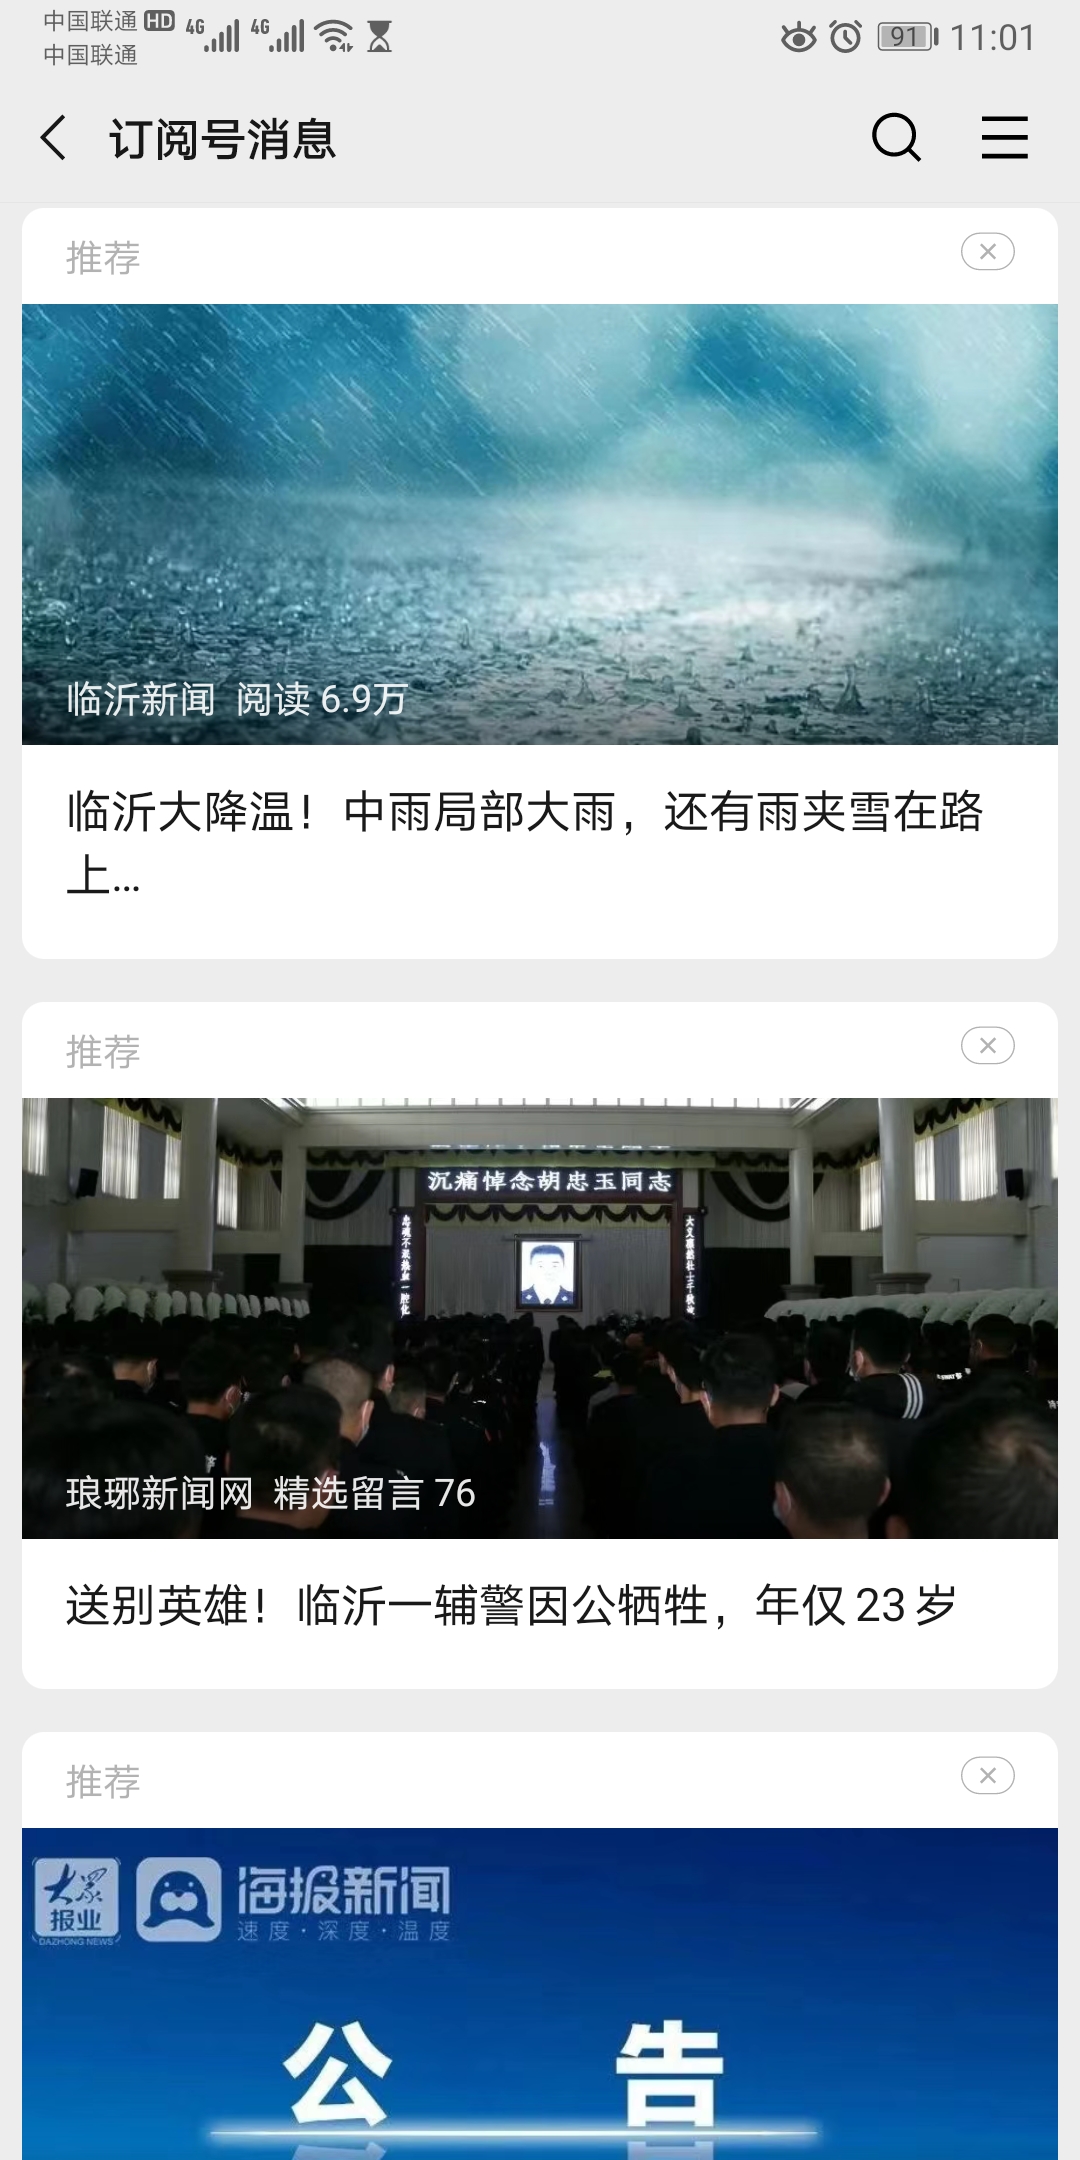 中国联通 HD 4G 4G 91 11:01
中国联通
订阅号消息
推荐
临沂新闻 阅读 6.9万
临沂大降温！中雨局部大雨，还有雨夹雪在路
上...
推荐
沉痛悼念胡忠玉同志
琅琊新闻网 精选留言 76
送别英雄！临沂一辅警因公牺牲，年仅 23 岁
推荐
大众
报业
DAZHONG NEWS
海报新闻
速度·深度·温度
公 告